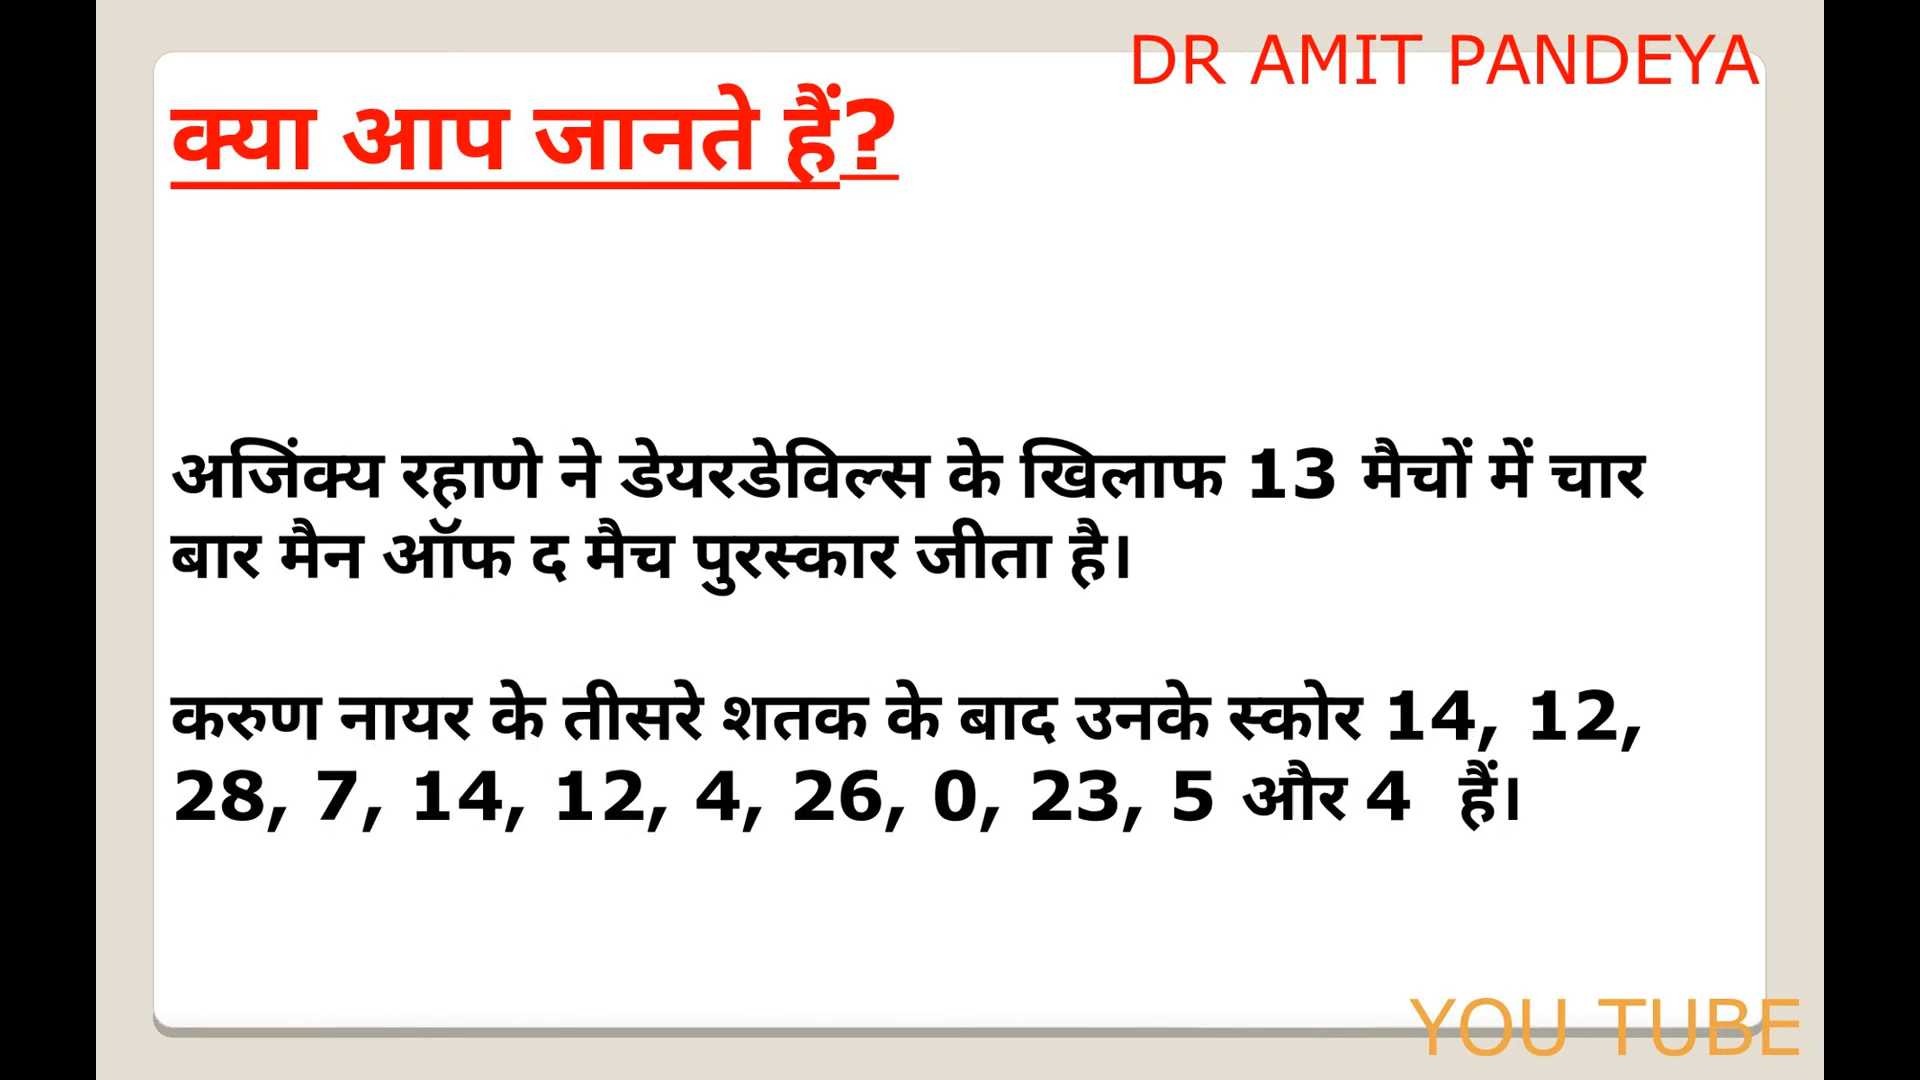 DR AMIT PANDEYA
क्या आप जानते हैं?
अजिंक्य रहाणे ने डेयरडेविल्स के खिलाफ 13 मैचों में चार
बार मैन ऑफ द मैच पुरस्कार जीता है।
करुण नायर के तीसरे शतक के बाद उनके स्कोर 14, 12,
28, 7, 14, 12, 4, 26, 0, 23, 5 और 4 हैं।
YOU TUBE